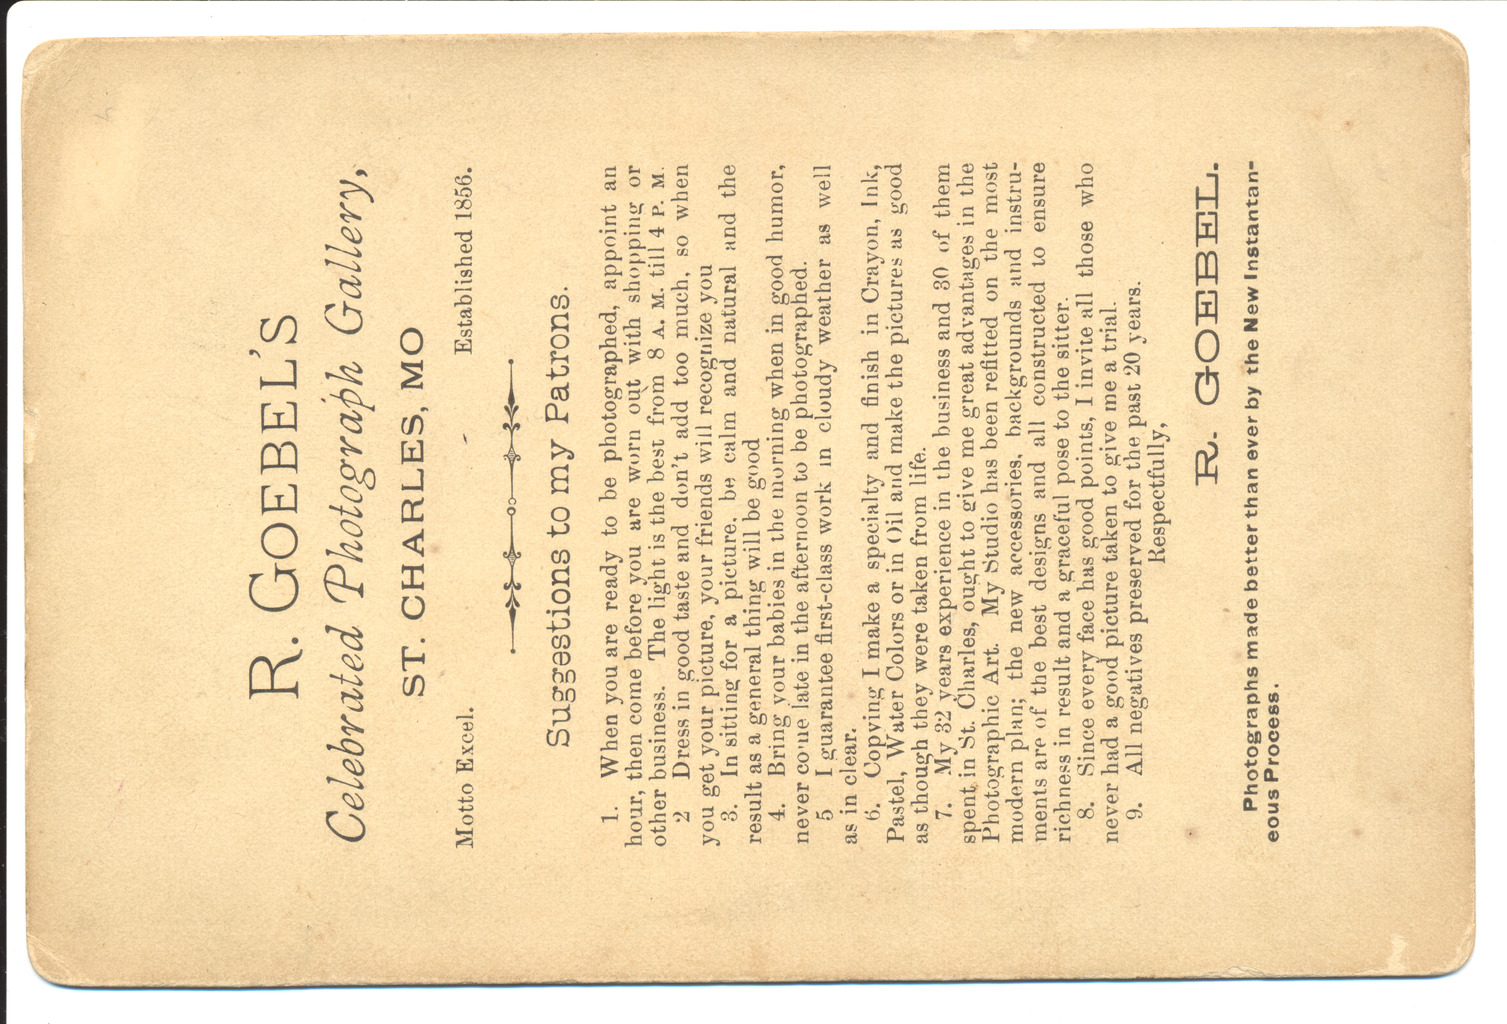 R. GOEBEL'S
Celebrated Photograph Gallery,
ST. CHARLES, MO
Motto Excel. Established 1856.
Suggestions to my Patrons.
1. When you are ready to be photographed, appoint an
hour, then come before you are worn out with shopping or
other business. The light is the best from 8 A. M. till 4 P. M.
2 Dress in good taste and don't add too much, so when
you get your picture, your friends will recognize you
3. In sitting for a picture, be calm and natural and the
result as a general thing will be good
4. Bring your babies in the morning when in good humor,
never come late in the afternoon to be photographed.
5 I guarantee first-class work in cloudy weather as well
as in clear.
6. Copying I make a specialty and finish in Crayon, Ink,
Pastel, Water Colors or in Oil and make the pictures as good
as though they were taken from life.
7. My 32 years experience in the business and 30 of them
spent in St. Charles, ought to give me great advantages in the
Photographic Art. My Studio has been refitted on the most
modern plan; the new accessories, backgrounds and instru-
ments are of the best designs and all constructed to ensure
richness in result and a graceful pose to the sitter.
8. Since every face has good points, I invite all those who
never had a good picture taken to give me a trial.
9. All negatives preserved for the past 20 years.
Respectfully,
R. GOEBEL.
Photographs made better than ever by the New Instantan-
eous Process.